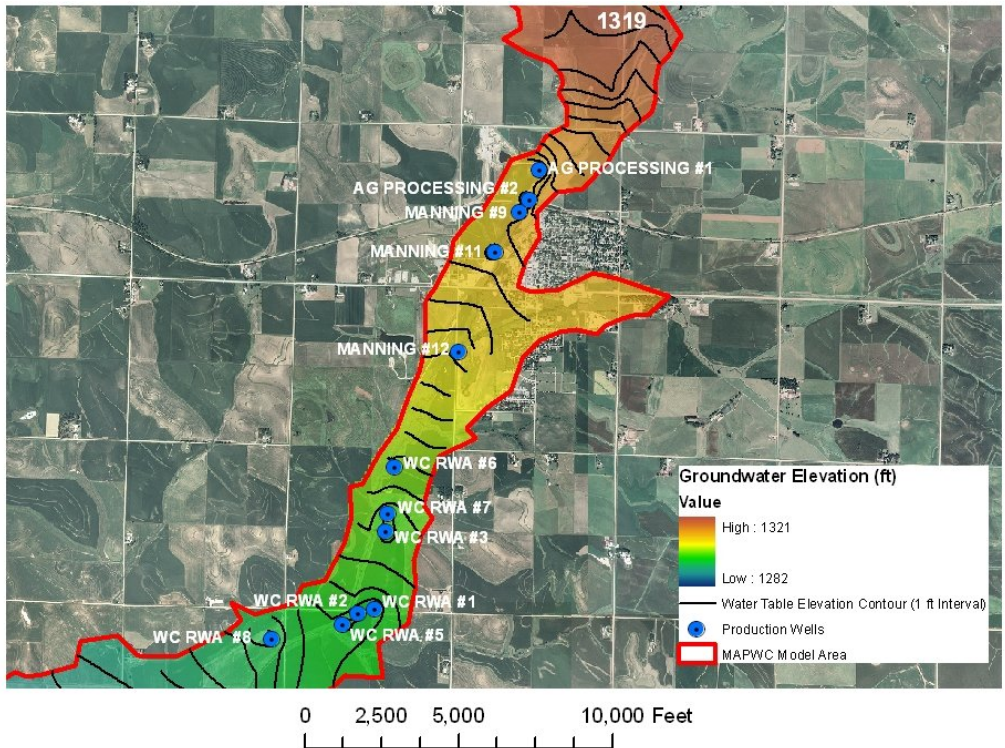 1319
AG PROCESSING #1
AG PROCESSING #2
MANNING #9
MANNING #11
MANNING #12
WC RWA #6
WC RWA #7
WC RWA #3
WC RWA #2
WC RWA #1
WC RWA #5
WC RWA #8
Groundwater Elevation (ft)
Value
High : 1321
Low : 1282
Water Table Elevation Contour (1 ft Interval)
Production Wells
MAPWC Model Area
0 2,500 5,000 10,000 Feet